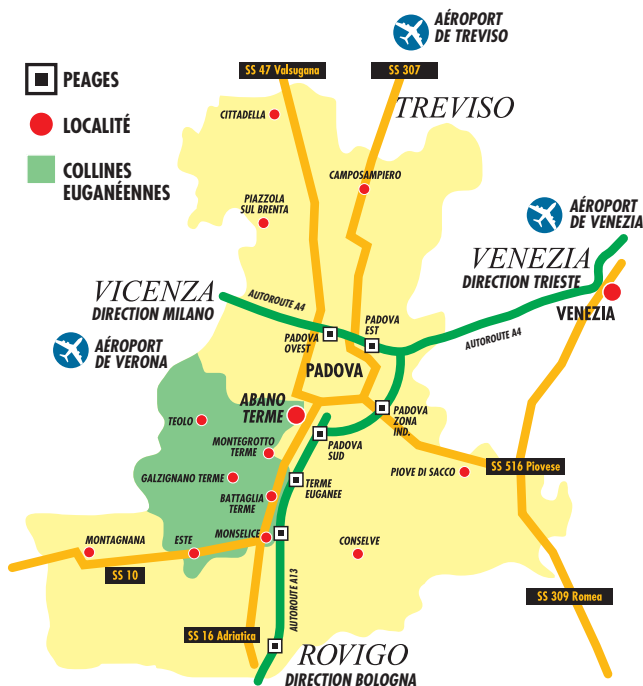 AÉROPORT
DE TREVISO
SS 47 Valsugana
SS 307
PEAGES
TREVISO
CITTADELLA
LOCALITÉ
COLLINES
EUGANÉENNES
CAMPOSAMPIERO
PIAZZOLA
SUL BRENTA
AÉROPORT
DE VENEZIA
VENEZIA
DIRECTION TRIESTE
VICENZA
DIRECTION MILANO
AUTOROUTE A4
VENEZIA
PADOVA
EST
AUTOROUTE A4
PADOVA
OVEST
AÉROPORT
DE VERONA
PADOVA
ABANO
TERME
TEOLO
PADOVA
ZONA
IND.
MONTEGROTTO
TERME
PADOVA
SUD
SS 516 Piovese
PIOVE DI SACCO
GALZIGNANO TERME
TERME
EUGANEE
BATTAGLIA
TERME
MONSELICE
MONTAGNANA
ESTE
CONSELVE
SS 10
AUTOROUTE A13
SS 309 Romea
SS 16 Adriatica
ROVIGO
DIRECTION BOLOGNA